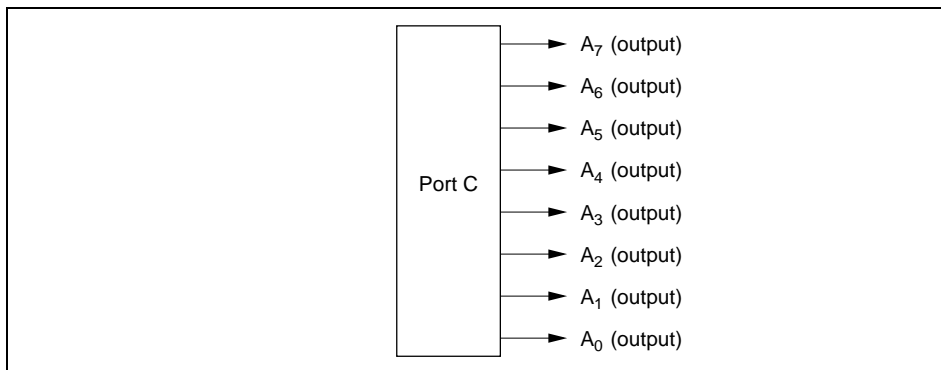 A7 (output)
A6 (output)
A5 (output)
A4 (output)
Port C
A3 (output)
A2 (output)
A1 (output)
A0 (output)